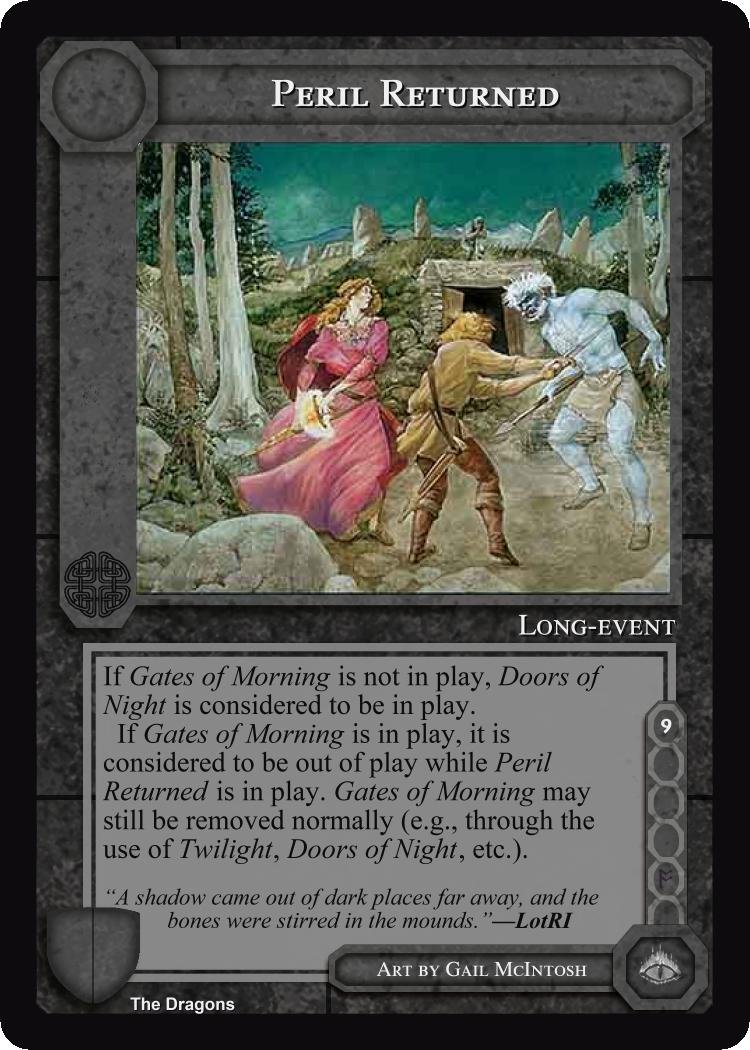 Peril Returned
Long-event
If Gates of Morning is not in play, Doors of
Night is considered to be in play.
If Gates of Morning is in play, it is
considered to be out of play while Peril
Returned is in play. Gates of Morning may
still be removed normally (e.g., through the
use of Twilight, Doors of Night, etc.).
9
“A shadow came out of dark places far away, and the
bones were stirred in the mounds.”—LotRI
Art by Gail McIntosh
The Dragons